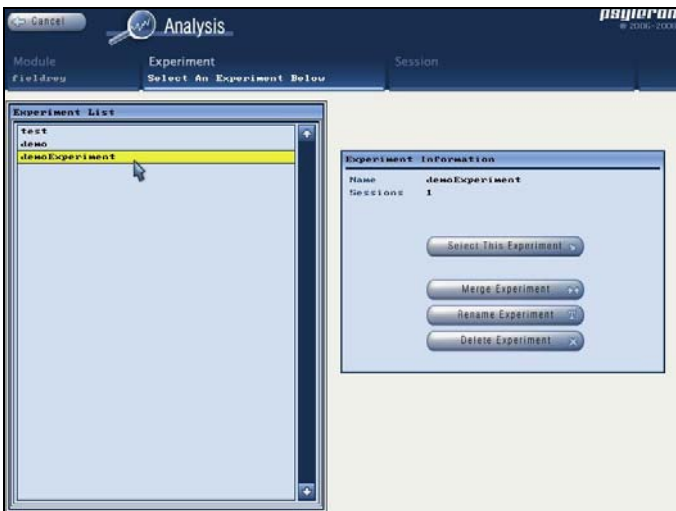 Cancel
Analysis
psyleron
Module
Experiment
Session
fieldreg
Select An Experiment Below
Experiment List
test
demo
demoExperiment
Experiment Information
Name demoExperiment
Sessions 1
Select This Experiment
Merge Experiment
Rename Experiment
Delete Experiment